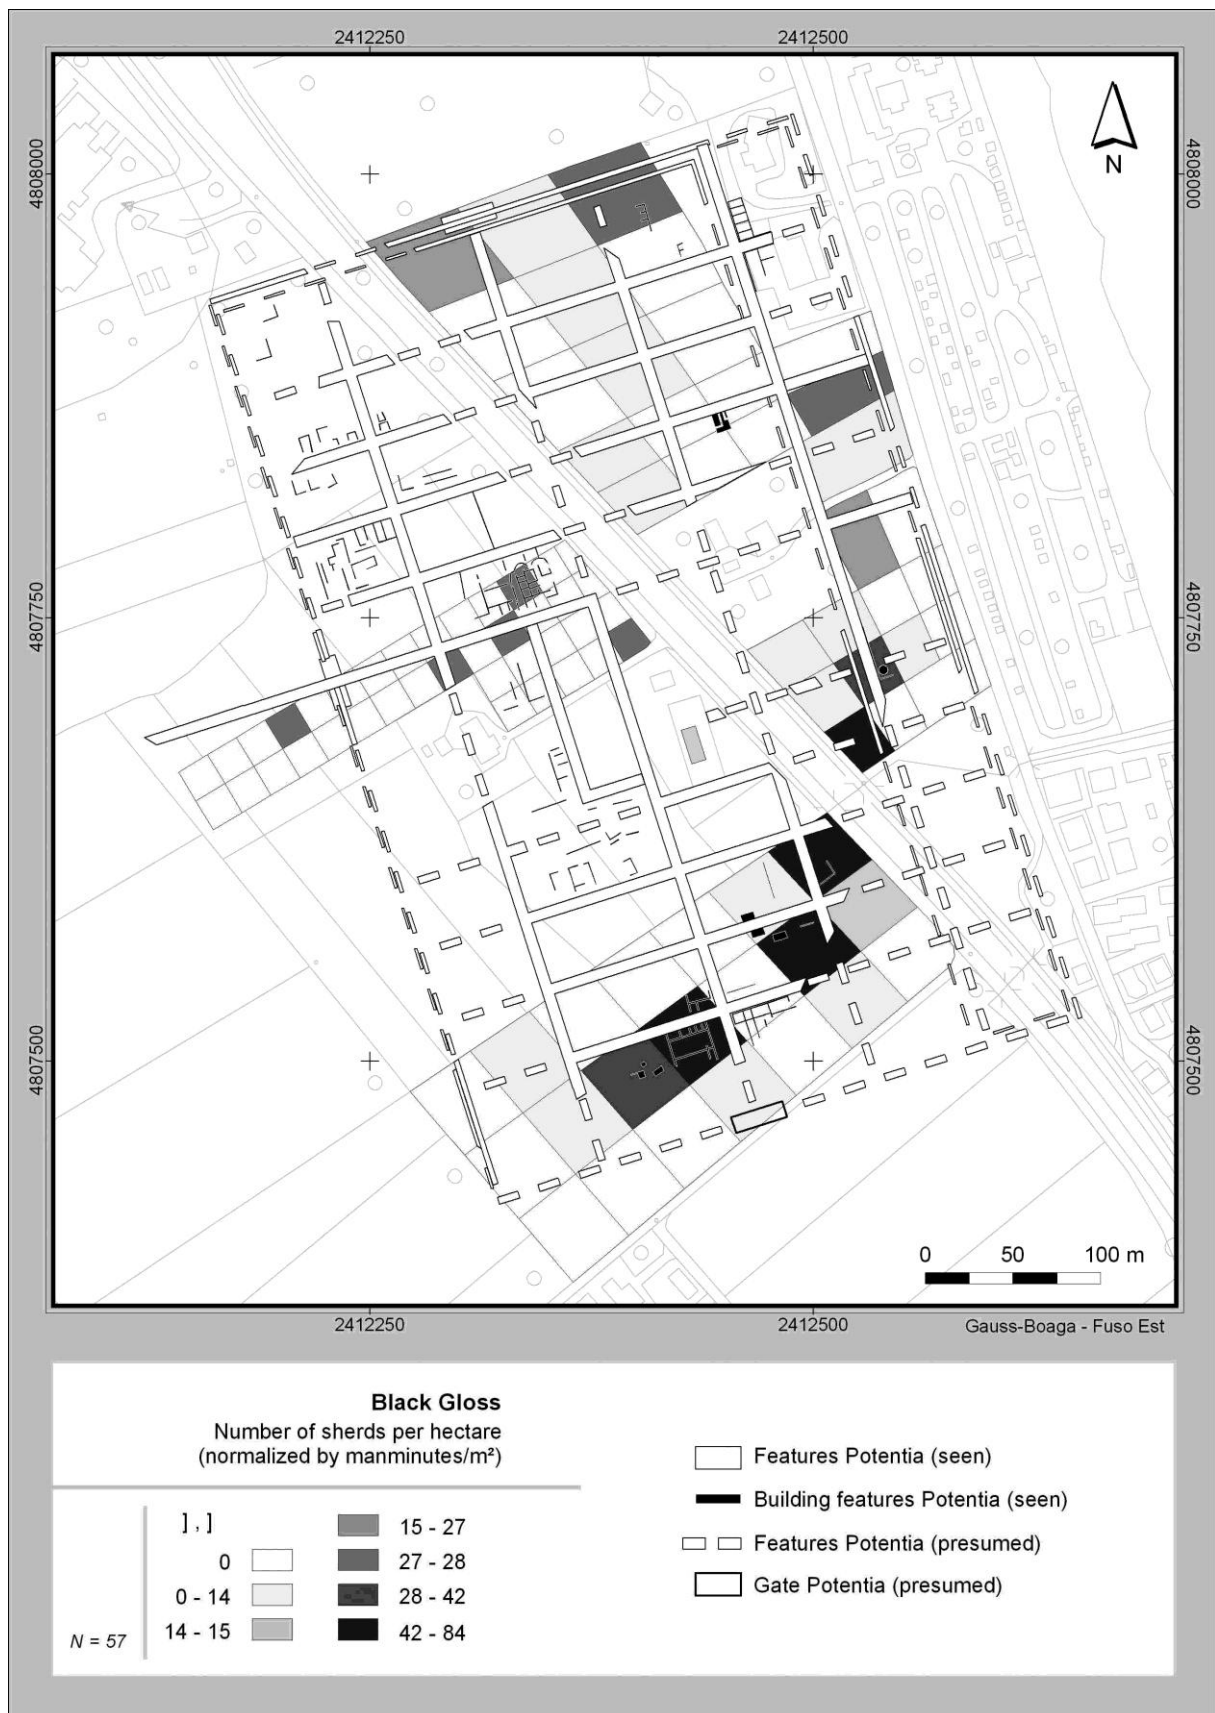 2412250 2412500
N
4808000 4808000
4807750 4807750
4807500 4807500
0 50 100 m
2412250 2412500
Gauss-Boaga - Fuso Est
Black Gloss
Number of sherds per hectare
(normalized by manminutes/m²)
] , ]
0
0 - 14
14 - 15
15 - 27
27 - 28
28 - 42
42 - 84
N = 57
Features Potentia (seen)
Building features Potentia (seen)
Features Potentia (presumed)
Gate Potentia (presumed)